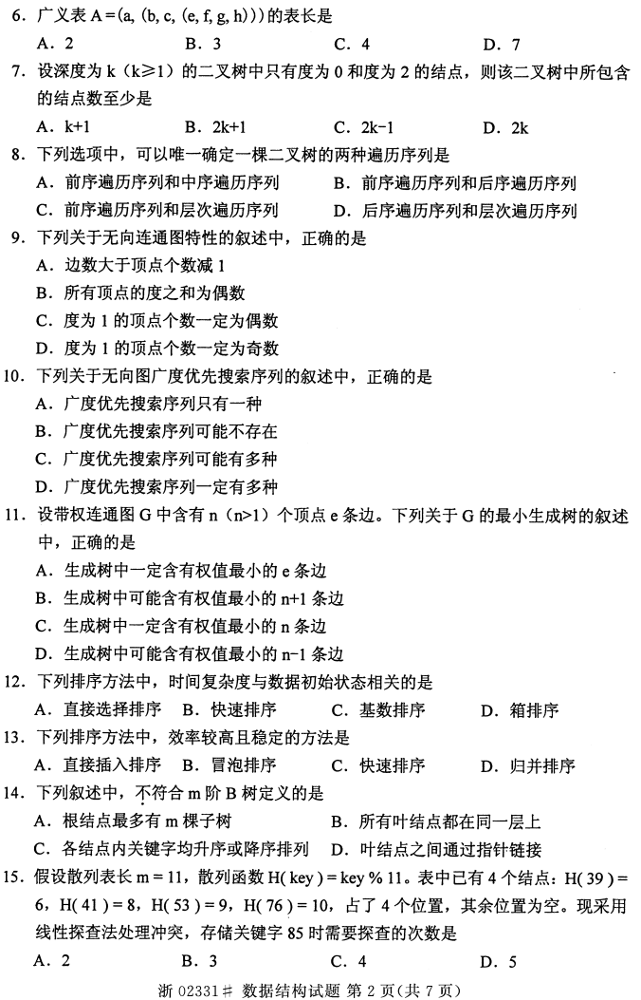 6．广义表 A=(a, (b, c, (e, f, g, h)))的表长是
A．2 B．3 C．4 D．7
7．设深度为 k（k≥1）的二叉树中只有度为 0 和度为 2 的结点，则该二叉树中所包含
的结点数至少是
A．k+1 B．2k+1 C．2k-1 D．2k
8．下列选项中，可以唯一确定一棵二叉树的两种遍历序列是
A．前序遍历序列和中序遍历序列 B．前序遍历序列和后序遍历序列
C．前序遍历序列和层次遍历序列 D．后序遍历序列和层次遍历序列
9．下列关于无向连通图特性的叙述中，正确的是
A．边数大于顶点个数减 1
B．所有顶点的度之和为偶数
C．度为 1 的顶点个数一定为偶数
D．度为 1 的顶点个数一定为奇数
10．下列关于无向图广度优先搜索序列的叙述中，正确的是
A．广度优先搜索序列只有一种
B．广度优先搜索序列可能不存在
C．广度优先搜索序列可能有多种
D．广度优先搜索序列一定有多种
11．设带权连通图 G 中含有 n（n>1）个顶点 e 条边。下列关于 G 的最小生成树的叙述
中，正确的是
A．生成树中一定含有权值最小的 e 条边
B．生成树中可能含有权值最小的 n+1 条边
C．生成树中一定含有权值最小的 n 条边
D．生成树中可能含有权值最小的 n-1 条边
12．下列排序方法中，时间复杂度与数据初始状态相关的是
A．直接选择排序 B．快速排序 C．基数排序 D．箱排序
13．下列排序方法中，效率较高且稳定的方法是
A．直接插入排序 B．冒泡排序 C．快速排序 D．归并排序
14．下列叙述中，不符合 m 阶 B 树定义的是
A．根结点最多有 m 棵子树 B．所有叶结点都在同一层上
C．各结点内关键字均升序或降序排列 D．叶结点之间通过指针链接
15．假设散列表长 m = 11，散列函数 H( key ) = key % 11。表中已有 4 个结点：H( 39 ) =
6，H( 41 ) = 8，H( 53 ) = 9，H( 76 ) = 10，占了 4 个位置，其余位置为空。现采用
线性探查法处理冲突，存储关键字 85 时需要探查的次数是
A．2 B．3 C．4 D．5
浙 02331# 数据结构试题 第 2 页(共 7 页)